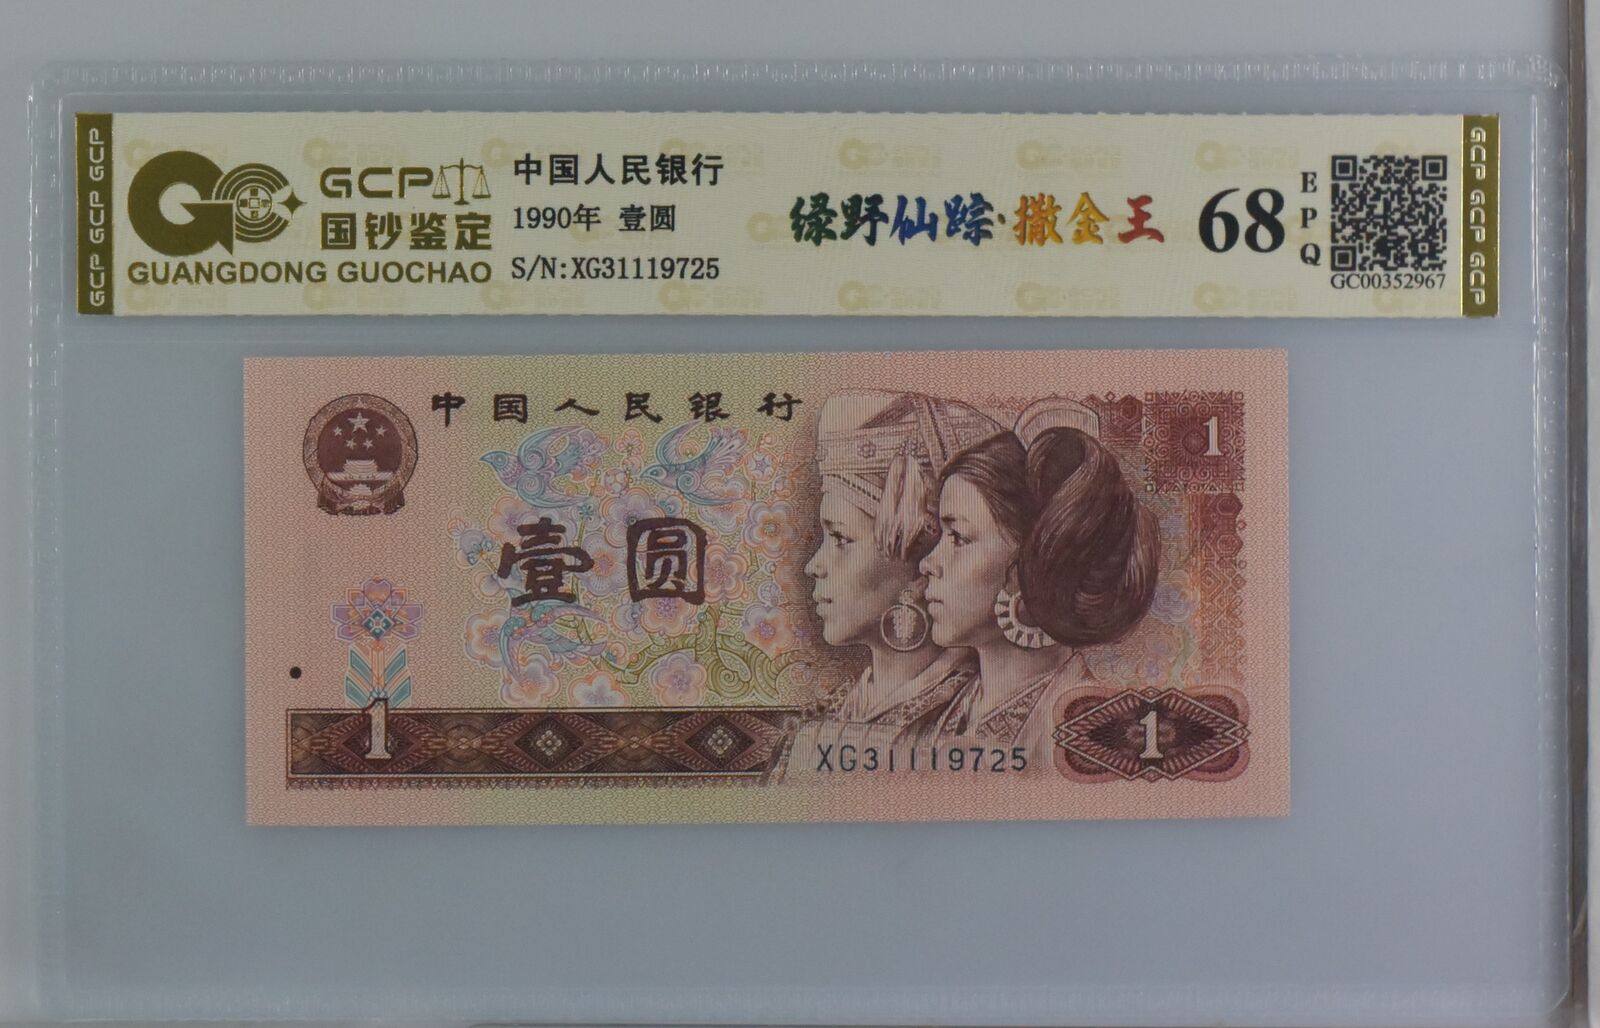 GCP GCP GCP
GCP
国钞鉴定
GUANGDONG GUOCHAO
中国人民银行
1990年 壹圆
S/N:XG31119725
绿野仙踪·撒金王
68
EPQ
GC00352967
GCP GCP GCP
中国人民银行
1
壹圆
1
1
XG31119725